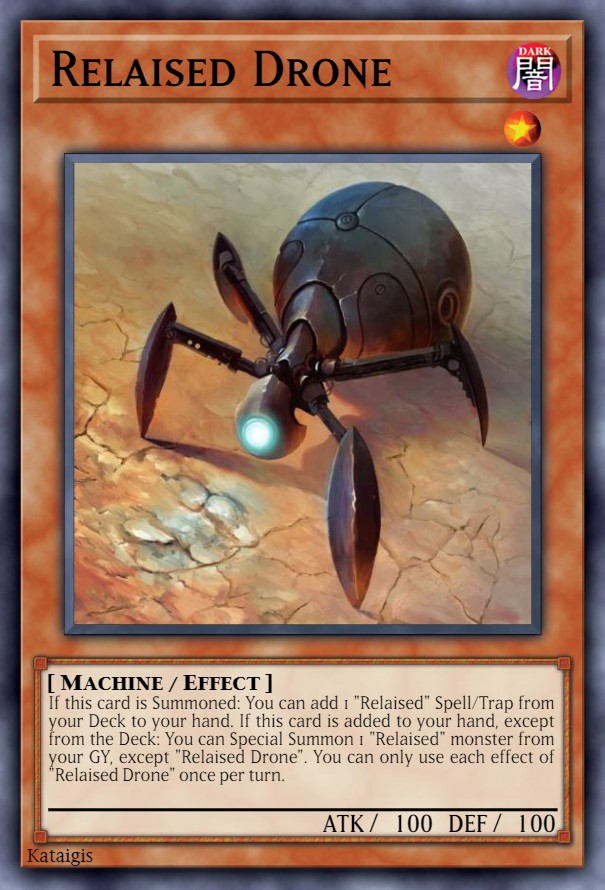 Relaised Drone
DARK
闇
[ Machine / Effect ]
If this card is Summoned: You can add 1 "Relaised" Spell/Trap from
your Deck to your hand. If this card is added to your hand, except
from the Deck: You can Special Summon 1 "Relaised" monster from
your GY, except "Relaised Drone". You can only use each effect of
"Relaised Drone" once per turn.
ATK / 100 DEF / 100
Kataigis